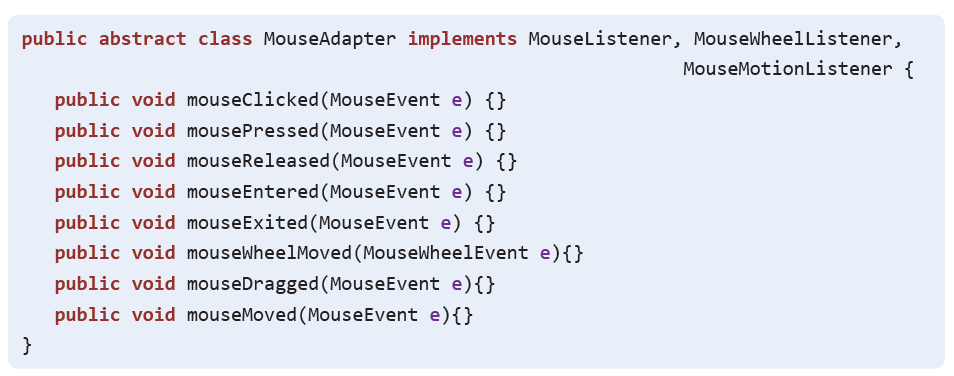 public abstract class MouseAdapter implements MouseListener, MouseWheelListener,
MouseMotionListener {
public void mouseClicked(MouseEvent e) {}
public void mousePressed(MouseEvent e) {}
public void mouseReleased(MouseEvent e) {}
public void mouseEntered(MouseEvent e) {}
public void mouseExited(MouseEvent e) {}
public void mouseWheelMoved(MouseWheelEvent e){}
public void mouseDragged(MouseEvent e){}
public void mouseMoved(MouseEvent e){}
}